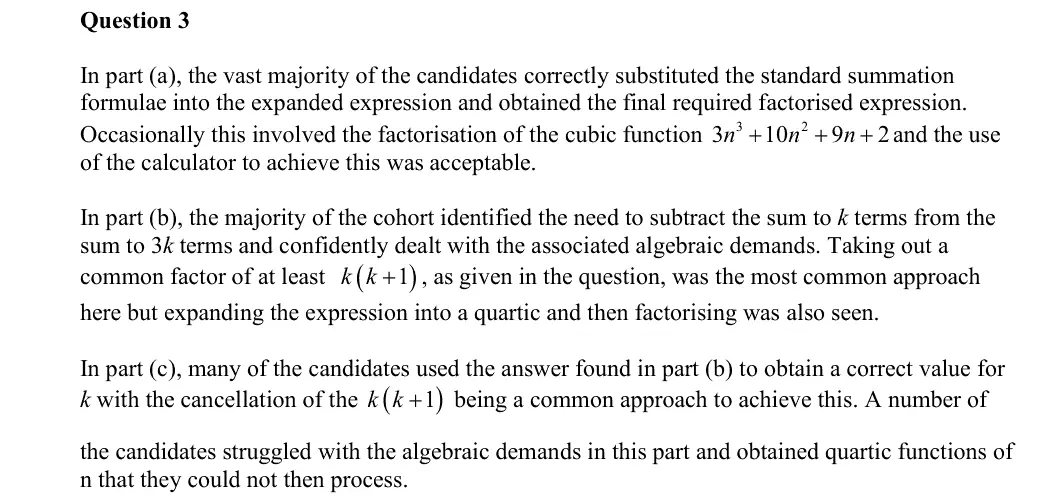 Question 3
In part (a), the vast majority of the candidates correctly substituted the standard summation
formulae into the expanded expression and obtained the final required factorised expression.
Occasionally this involved the factorisation of the cubic function 3n³ +10n² +9n + 2 and the use
of the calculator to achieve this was acceptable.
In part (b), the majority of the cohort identified the need to subtract the sum to k terms from the
sum to 3k terms and confidently dealt with the associated algebraic demands. Taking out a
common factor of at least k(k+1), as given in the question, was the most common approach
here but expanding the expression into a quartic and then factorising was also seen.
In part (c), many of the candidates used the answer found in part (b) to obtain a correct value for
k with the cancellation of the k(k+1) being a common approach to achieve this. A number of
the candidates struggled with the algebraic demands in this part and obtained quartic functions of
n that they could not then process.